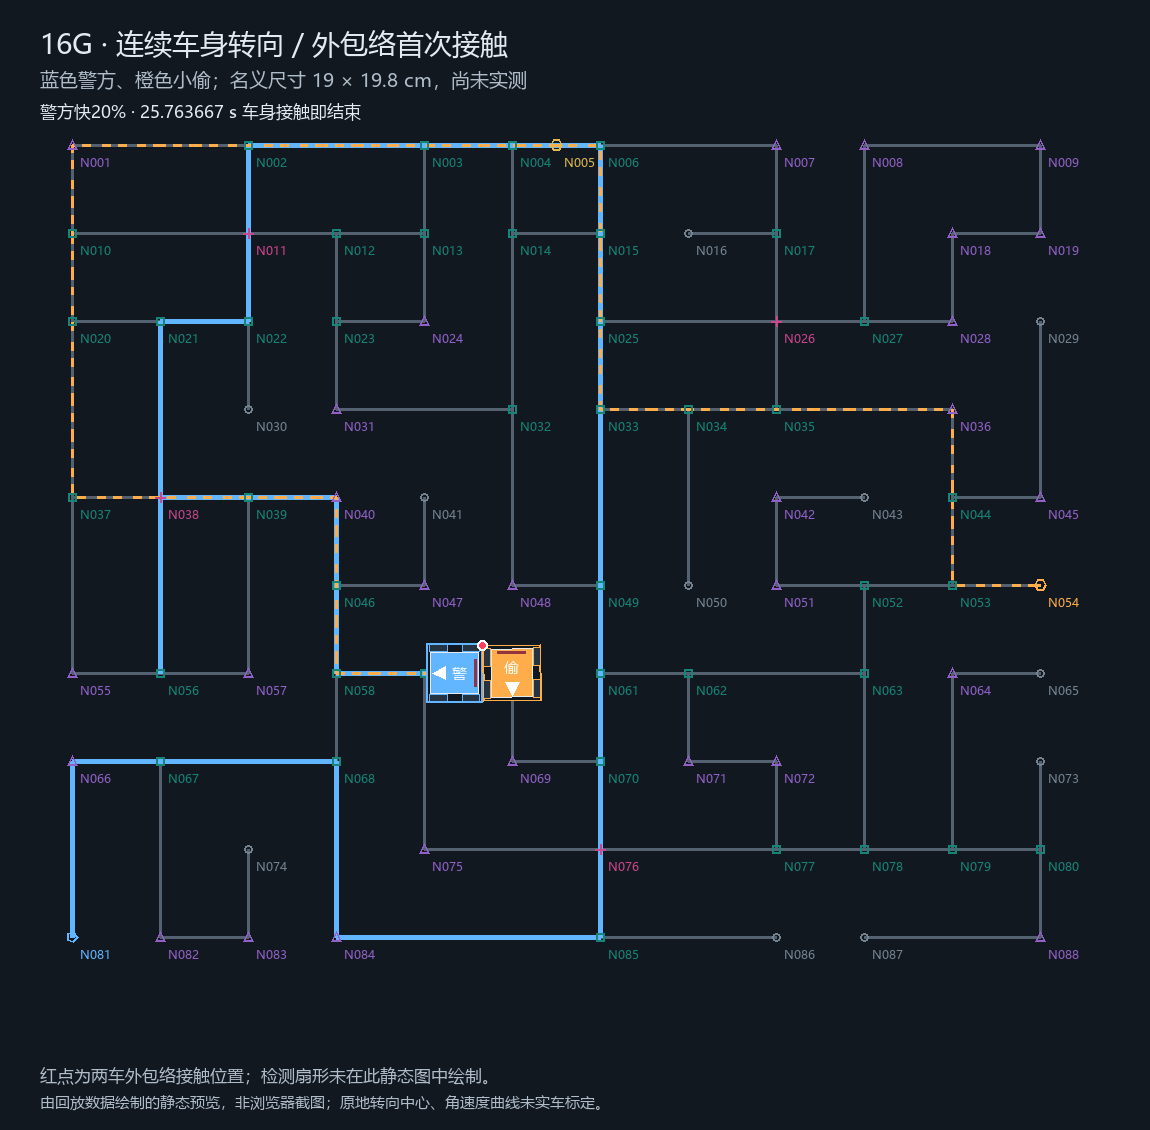 16G · 连续车身转向 / 外包络首次接触
蓝色警方、橙色小偷；名义尺寸 19 × 19.8 cm，尚未实测
警方快20% · 25.763667 s 车身接触即结束
N001 N002 N003 N004 N005 N006 N007 N008 N009
N010 N011 N012 N013 N014 N015 N016 N017 N018 N019
N020 N021 N022 N023 N024 N025 N026 N027 N028 N029
N030 N031 N032 N033 N034 N035 N036
N037 N038 N039 N040 N041 N042 N043 N044 N045
N046 N047 N048 N049 N050 N051 N052 N053 N054
警 偷
N055 N056 N057 N058 N061 N062 N063 N064 N065
N066 N067 N068 N069 N070 N071 N072 N073
N074 N075 N076 N077 N078 N079 N080
N081 N082 N083 N084 N085 N086 N087 N088
红点为两车外包络接触位置；检测扇形未在此静态图中绘制。
由回放数据绘制的静态预览，非浏览器截图；原地转向中心、角速度曲线未实车标定。